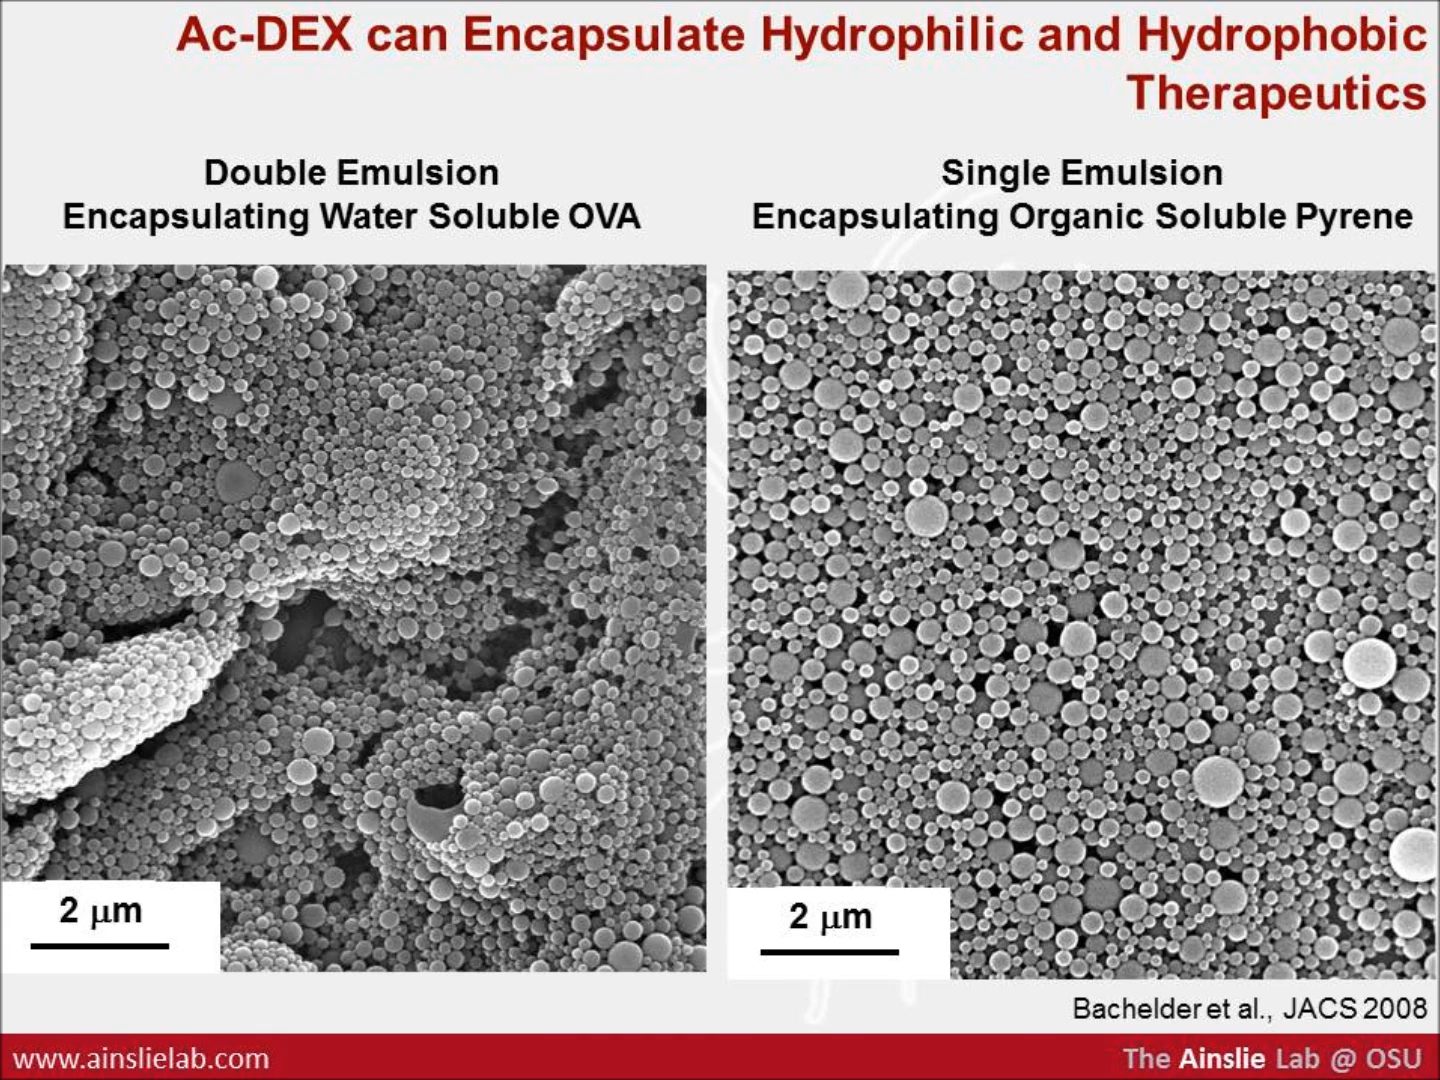 Ac-DEX can Encapsulate Hydrophilic and Hydrophobic
Therapeutics
Double Emulsion
Encapsulating Water Soluble OVA
Single Emulsion
Encapsulating Organic Soluble Pyrene
2 μm
2 μm
Bachelder et al., JACS 2008
www.ainslielab.com
The Ainslie Lab @ OSU